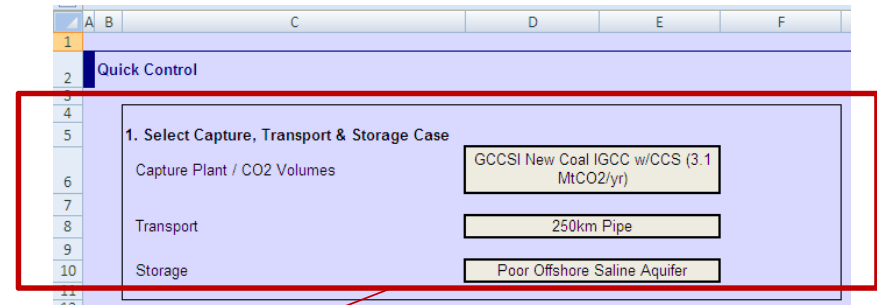 A B C D E F
1
2 Quick Control
3
4
5 1. Select Capture, Transport & Storage Case
6 Capture Plant / CO2 Volumes GCCSI New Coal IGCC w/CCS (3.1
MtCO2/yr)
7
8 Transport 250km Pipe
9
10 Storage Poor Offshore Saline Aquifer
11